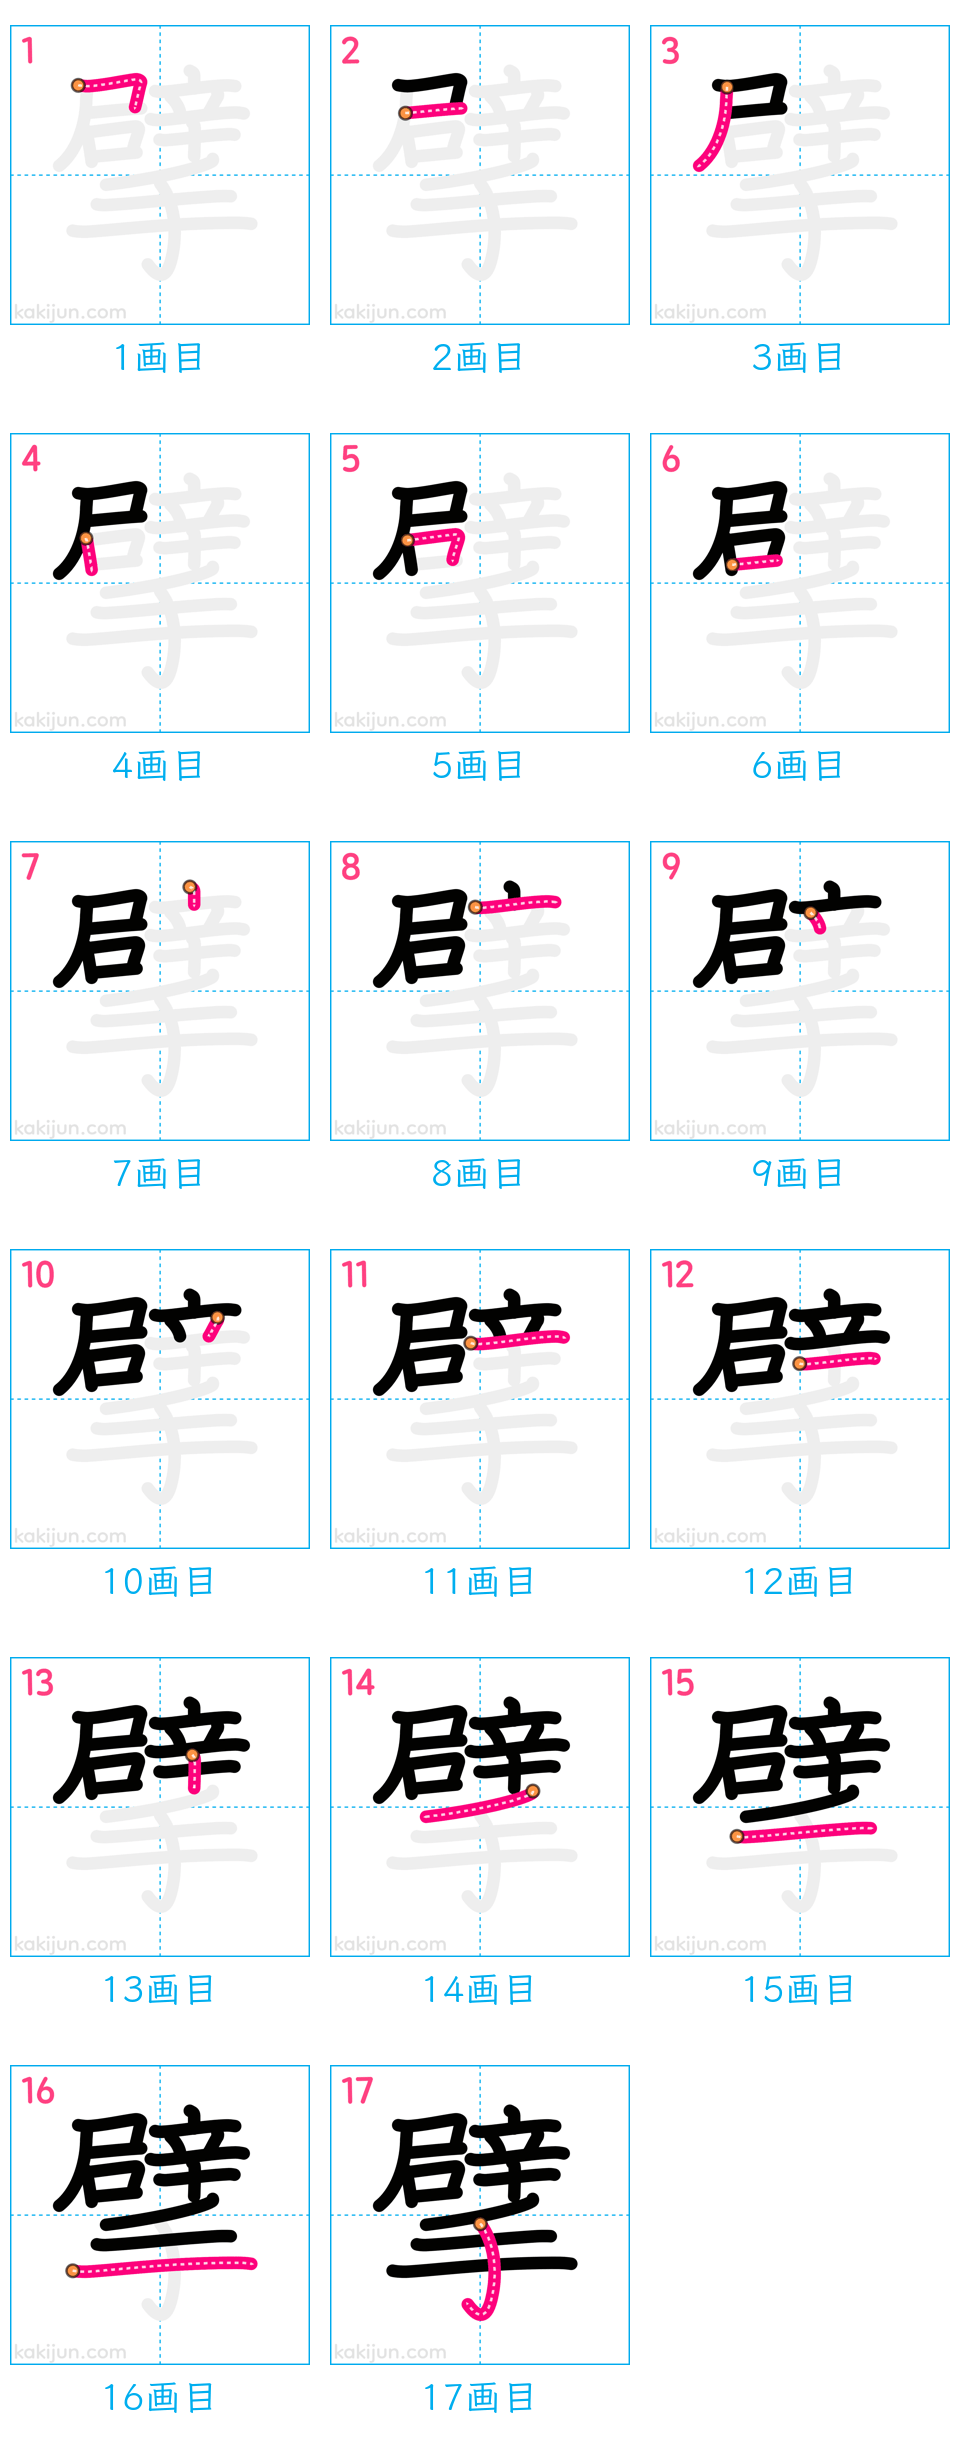 1 2 3
kakijun.com kakijun.com kakijun.com
1画目 2画目 3画目
4 5 6
kakijun.com kakijun.com kakijun.com
4画目 5画目 6画目
7 8 9
kakijun.com kakijun.com kakijun.com
7画目 8画目 9画目
10 11 12
kakijun.com kakijun.com kakijun.com
10画目 11画目 12画目
13 14 15
擘
kakijun.com kakijun.com kakijun.com
13画目 14画目 15画目
16 17
擘 擘
kakijun.com kakijun.com
16画目 17画目